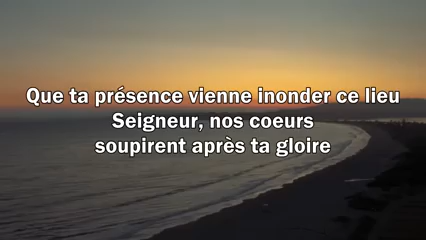 Que ta présence vienne inonder ce lieu
Seigneur, nos coeurs
soupirent après ta gloire